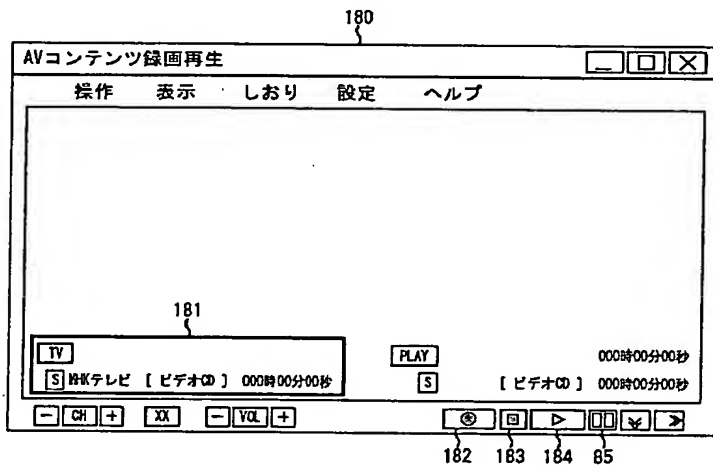 180
AVコンテンツ録画再生
操作 表示 しおり 設定 ヘルプ
181
TV
PLAY 000時00分00秒
S MHKテレビ [ ビデオCD ] 000時00分00秒
S [ ビデオCD ] 000時00分00秒
- CH + XX - VOL +
182 183 184 85